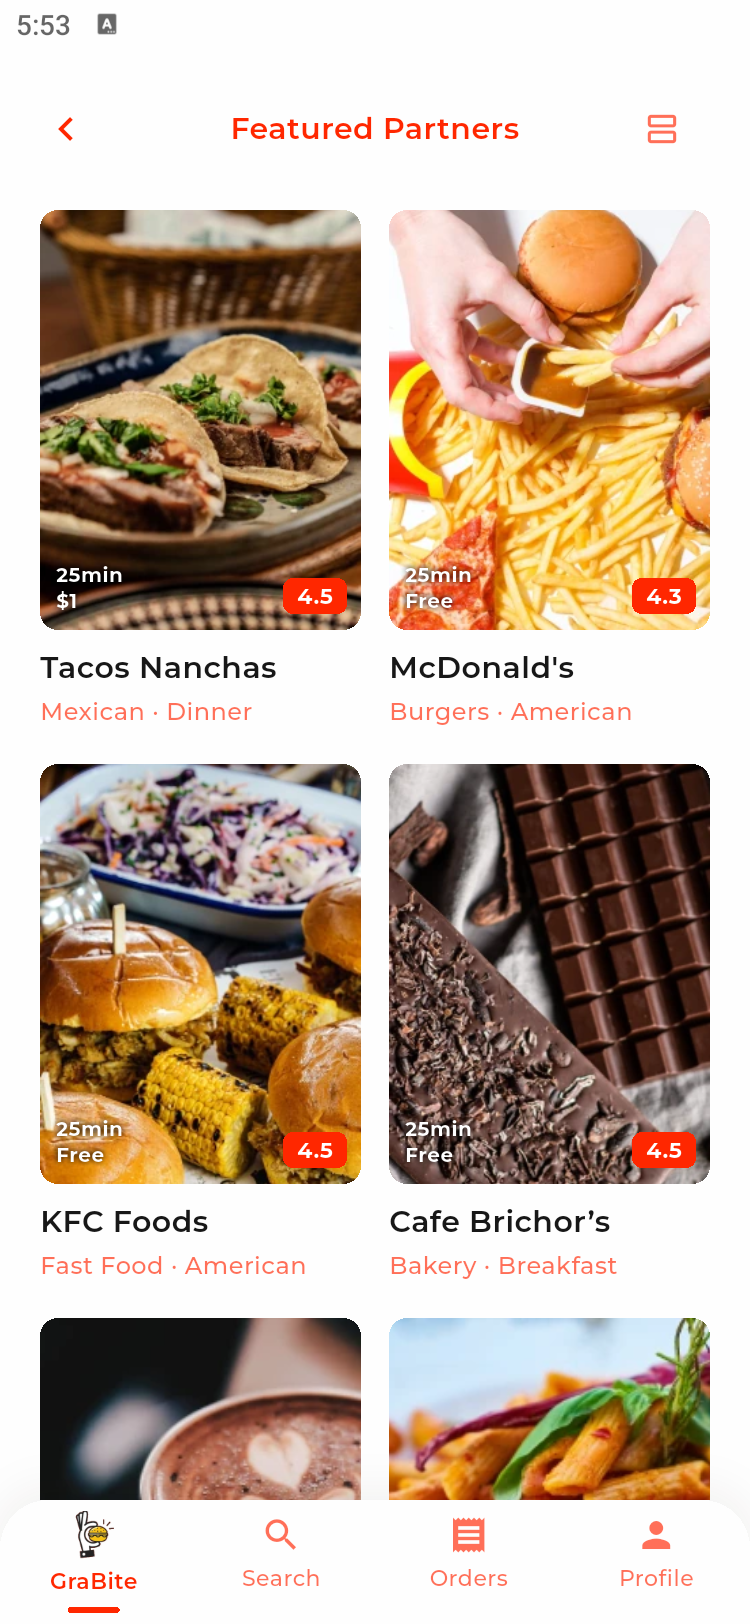 5:53
A
Featured Partners
25min
$1
4.5
25min
Free
4.3
Tacos Nanchas
Mexican · Dinner
McDonald's
Burgers · American
25min
Free
4.5
25min
Free
4.5
KFC Foods
Fast Food · American
Cafe Brichor’s
Bakery · Breakfast
GraBite
Search
Orders
Profile